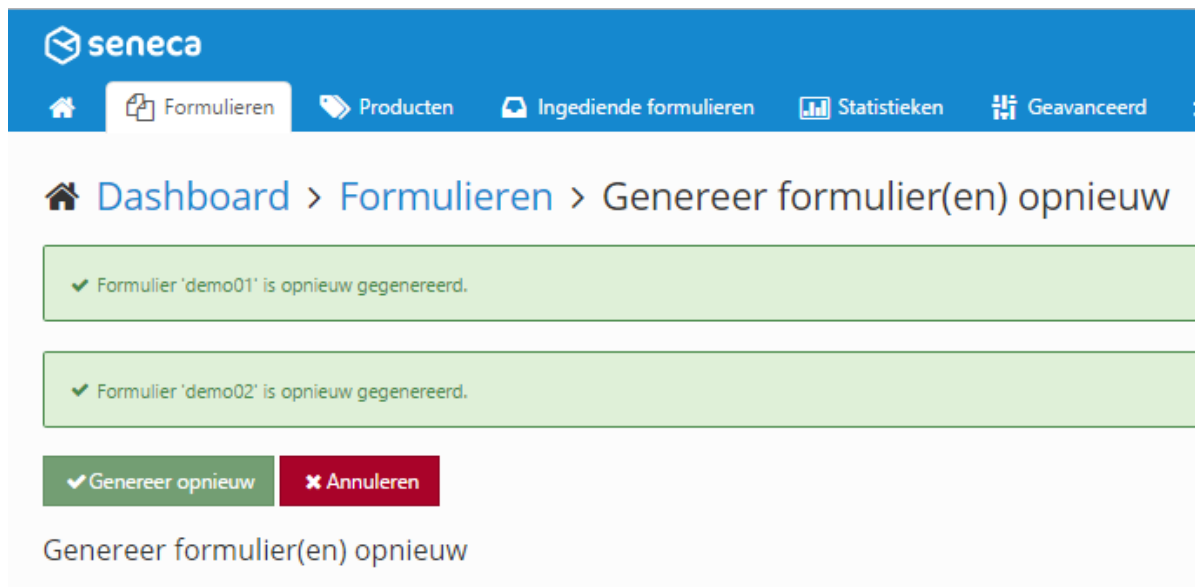 seneca
Formulieren Producten Ingediende formulieren Statistieken Geavanceerd
Dashboard > Formulieren > Genereer formulier(en) opnieuw
Formulier 'demo01' is opnieuw gegenereerd.
Formulier 'demo02' is opnieuw gegenereerd.
Genereer opnieuw Annuleren
Genereer formulier(en) opnieuw